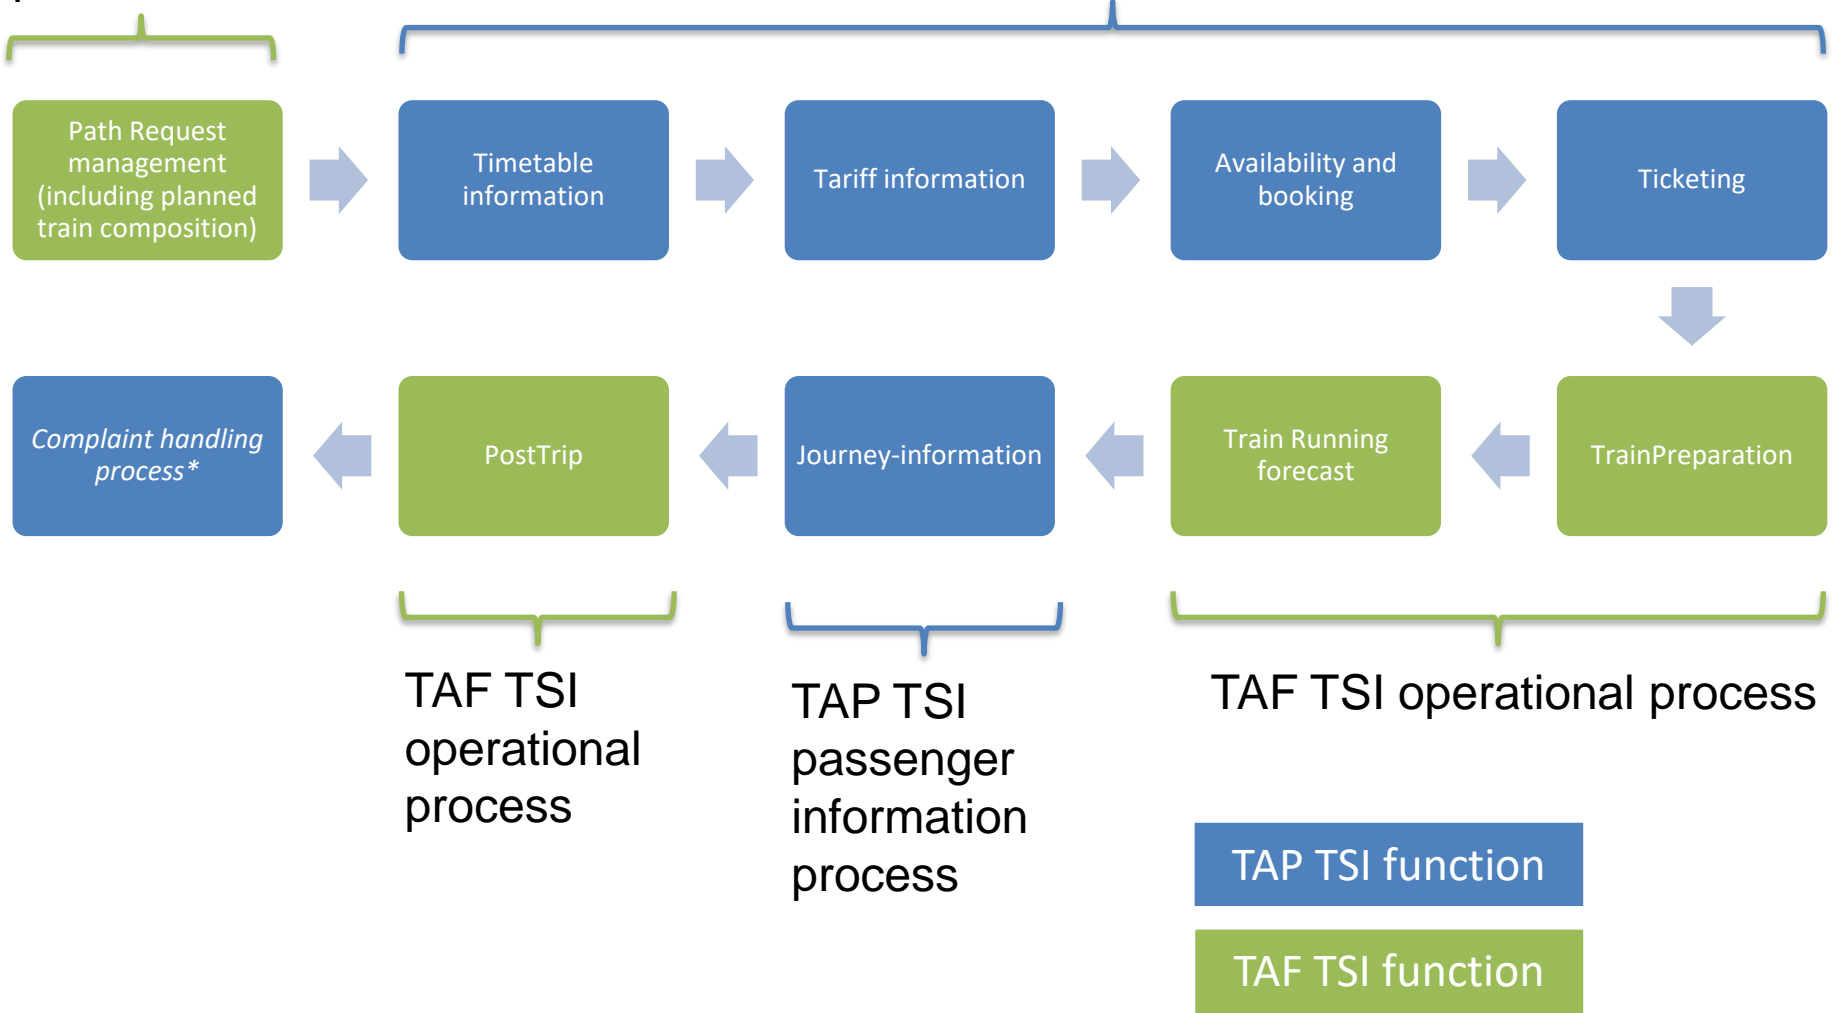 Path Request
management
(including planned
train composition)
Timetable
information
Tariff information
Availability and
booking
Ticketing
Complaint handling
process*
PostTrip
Journey-information
Train Running
forecast
TrainPreparation
TAF TSI
operational
process
TAP TSI
passenger
information
process
TAF TSI operational process
TAP TSI function
TAF TSI function